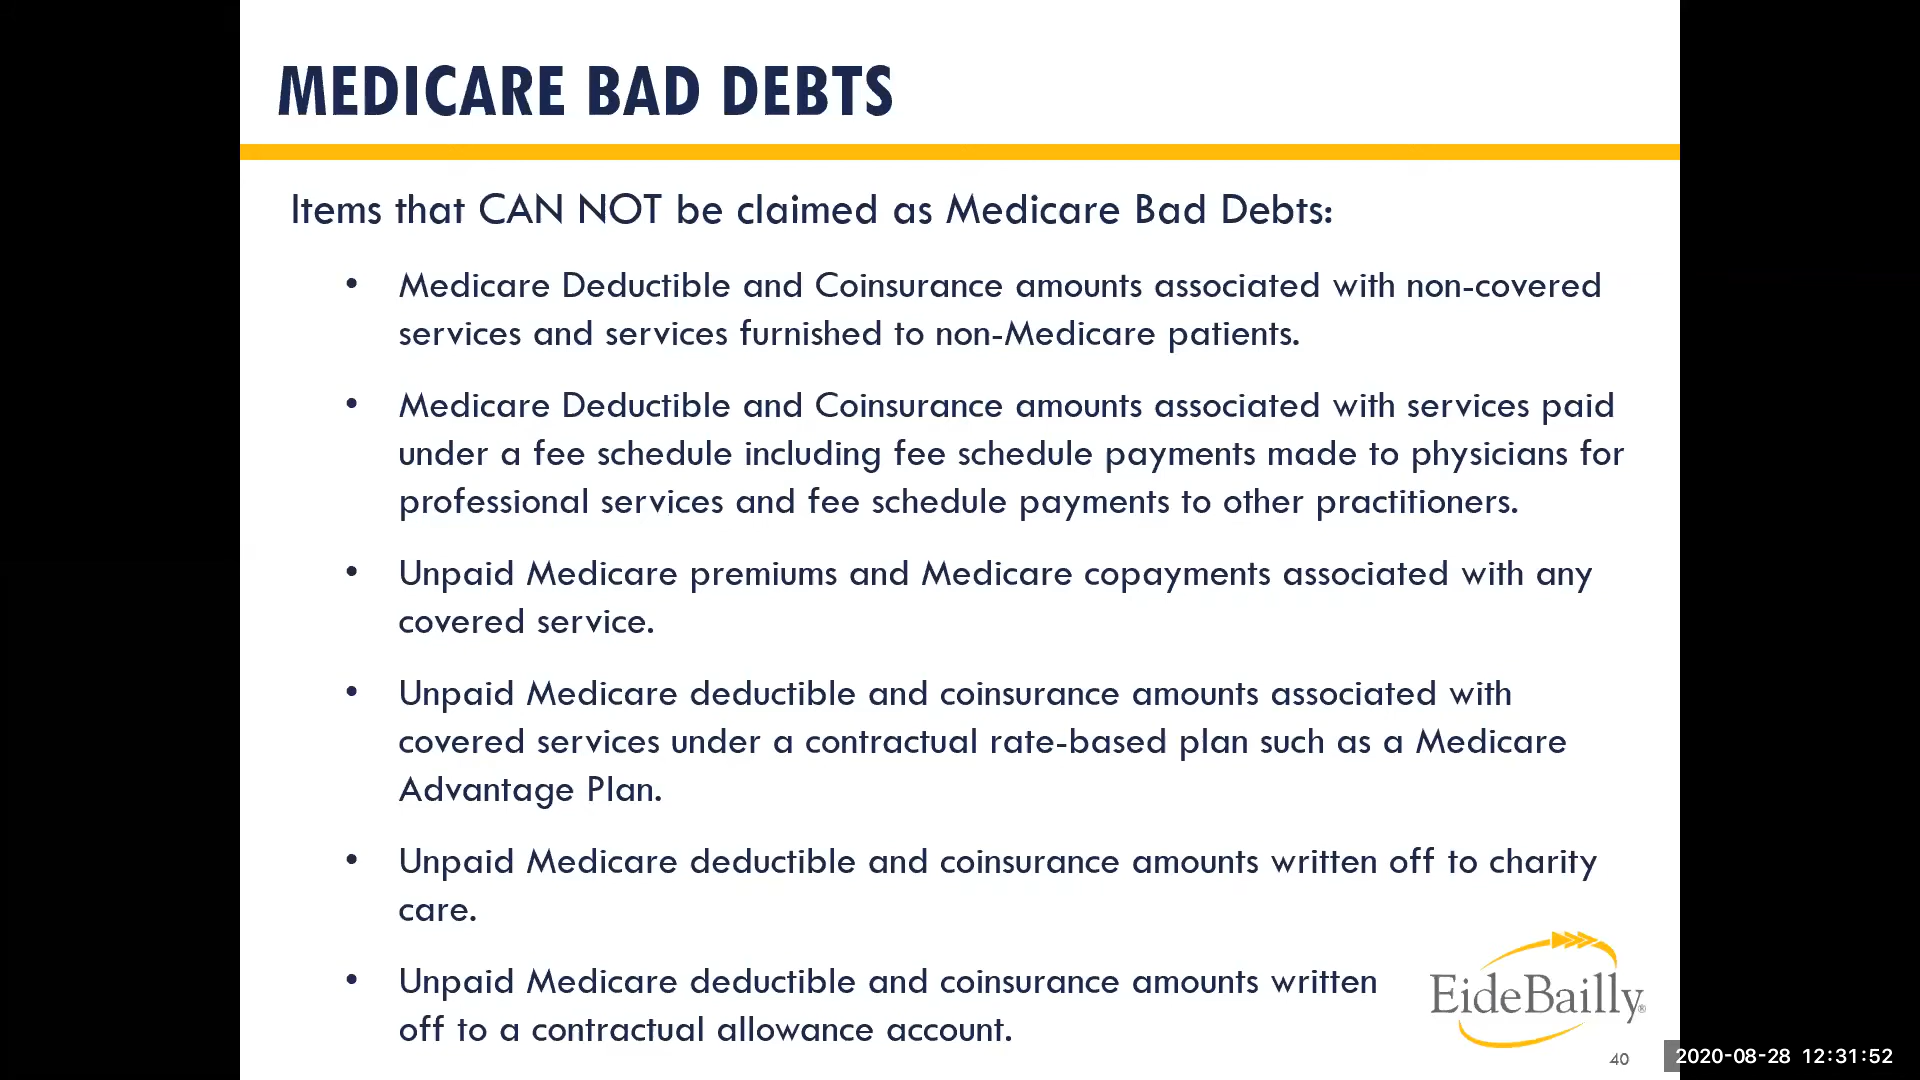 MEDICARE BAD DEBTS
Items that CAN NOT be claimed as Medicare Bad Debts:
• Medicare Deductible and Coinsurance amounts associated with non-covered
services and services furnished to non-Medicare patients.
• Medicare Deductible and Coinsurance amounts associated with services paid
under a fee schedule including fee schedule payments made to physicians for
professional services and fee schedule payments to other practitioners.
• Unpaid Medicare premiums and Medicare copayments associated with any
covered service.
• Unpaid Medicare deductible and coinsurance amounts associated with
covered services under a contractual rate-based plan such as a Medicare
Advantage Plan.
• Unpaid Medicare deductible and coinsurance amounts written off to charity
care.
• Unpaid Medicare deductible and coinsurance amounts written
off to a contractual allowance account.
EideBailly®
40
2020-08-28 12:31:52